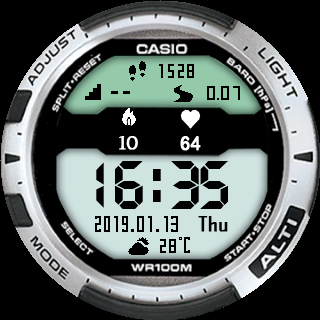 ADJUST
LIGHT
CASIO
SPLIT•RESET
BARO [hPa]
1528
-- 0.07
10 64
16:35
2019.01.13 Thu
28°C
SELECT
START•STOP
MODE
ALTI
WR100M